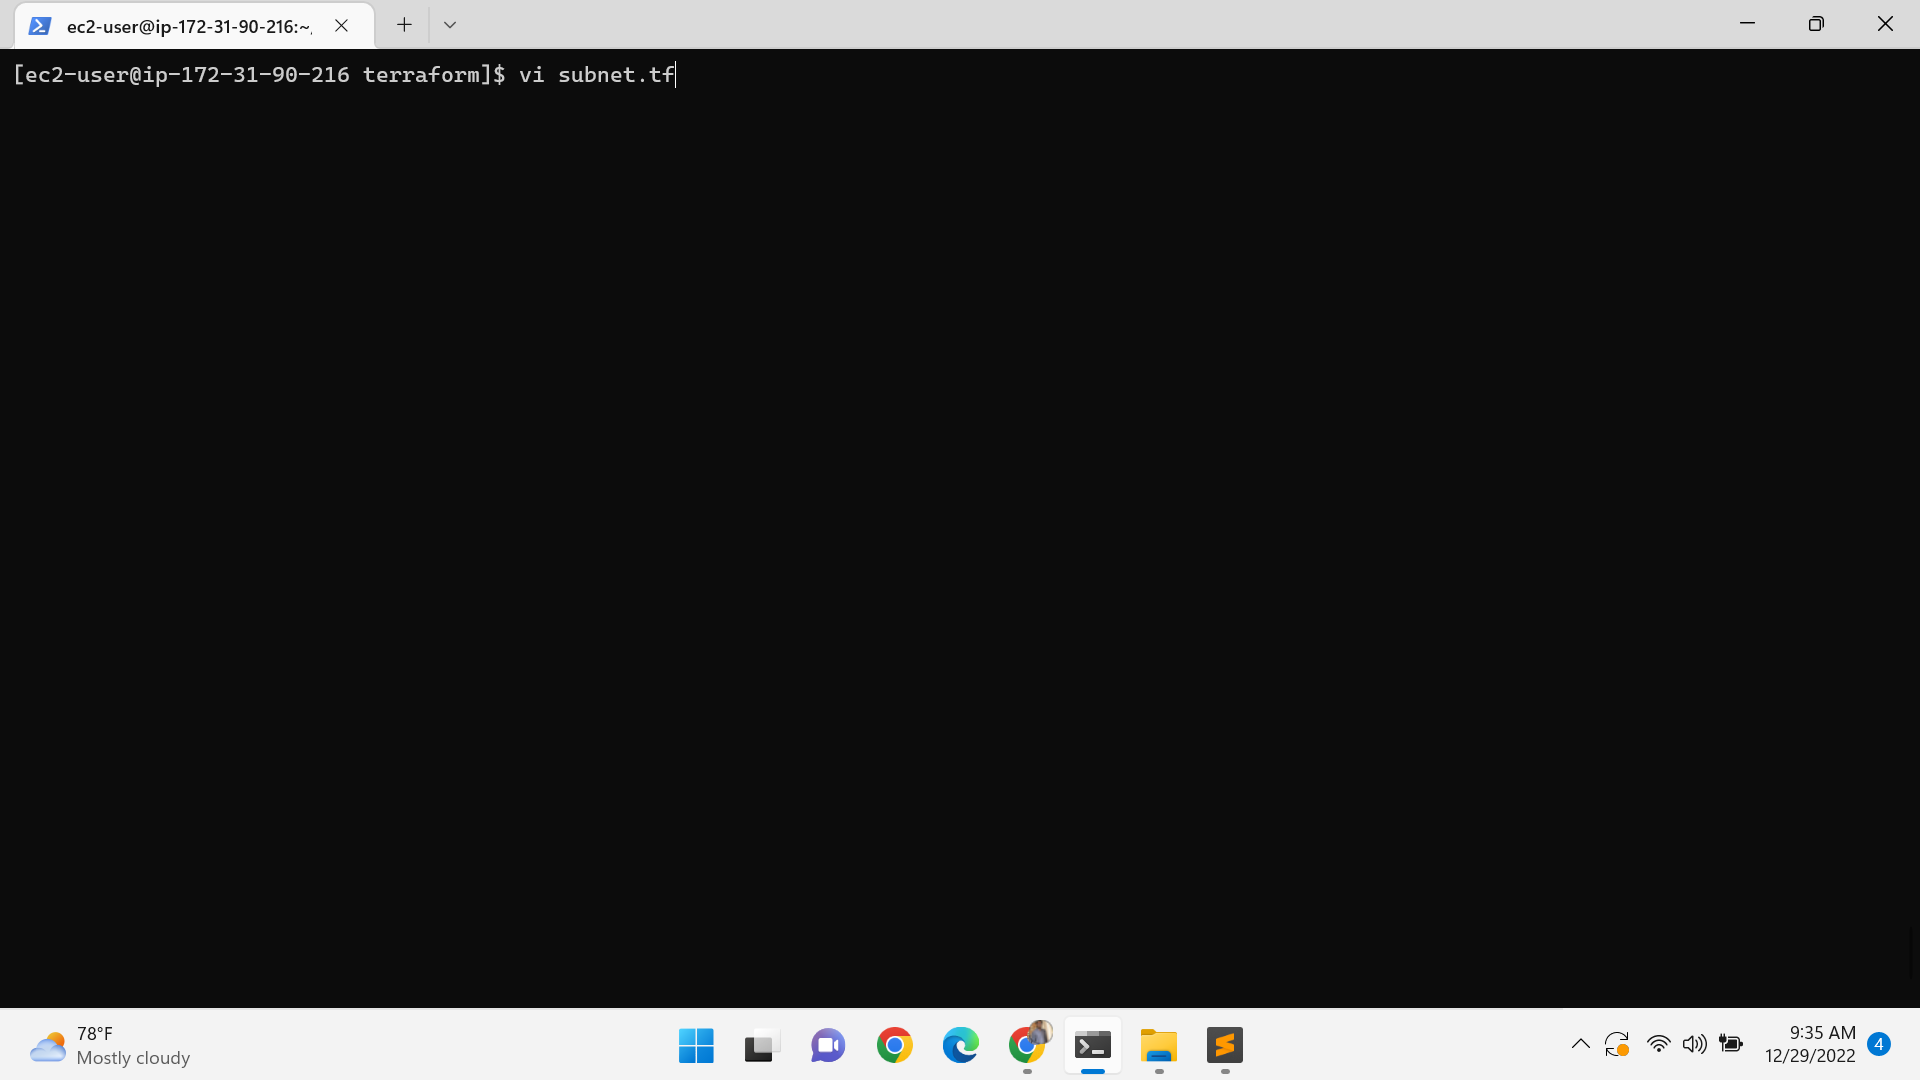 ec2-user@ip-172-31-90-216:~,
[ec2-user@ip-172-31-90-216 terraform]$ vi subnet.tf
78°F
Mostly cloudy
9:35 AM
12/29/2022
4